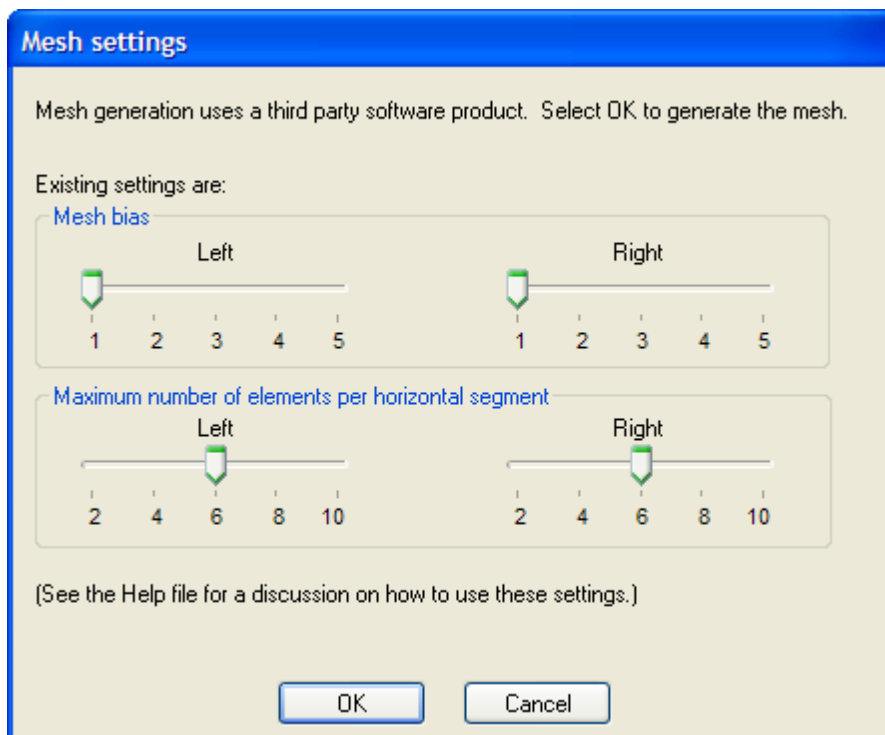 Mesh settings
Mesh generation uses a third party software product.  Select OK to generate the mesh.
Existing settings are:
Mesh bias
Left Right
1 2 3 4 5 1 2 3 4 5
Maximum number of elements per horizontal segment
Left Right
2 4 6 8 10 2 4 6 8 10
(See the Help file for a discussion on how to use these settings.)
OK Cancel